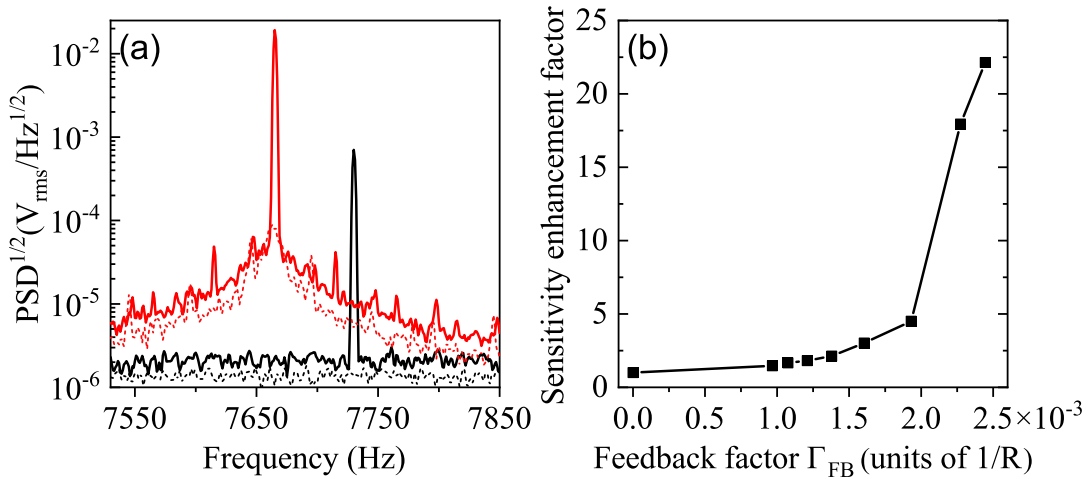 (a)
10^-2
10^-3
10^-4
10^-5
10^-6
PSD^1/2(V_rms/Hz^1/2)
7550 7650 7750 7850
Frequency (Hz)
(b)
25
20
15
10
5
0
Sensitivity enhancement factor
0.0 0.5 1.0 1.5 2.0 2.5×10^-3
Feedback factor Γ_FB (units of 1/R)